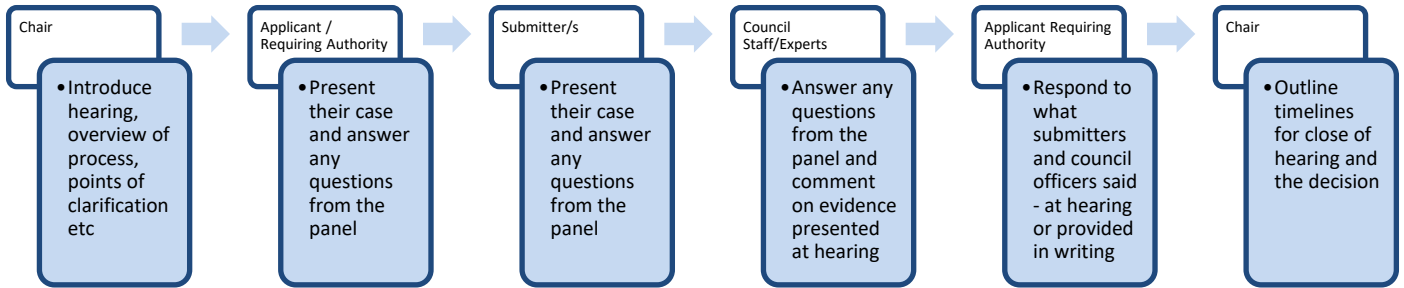 Chair
•Introduce
hearing,
overview of
process,
points of
clarification
etc
Applicant /
Requiring Authority
•Present
their case
and answer
any
questions
from the
panel
Submitter/s
•Present
their case
and answer
any
questions
from the
panel
Council
Staff/Experts
•Answer any
questions
from the
panel and
comment
on evidence
presented
at hearing
Applicant Requiring
Authority
•Respond to
what
submitters
and council
officers said
- at hearing
or provided
in writing
Chair
•Outline
timelines
for close of
hearing and
the decision